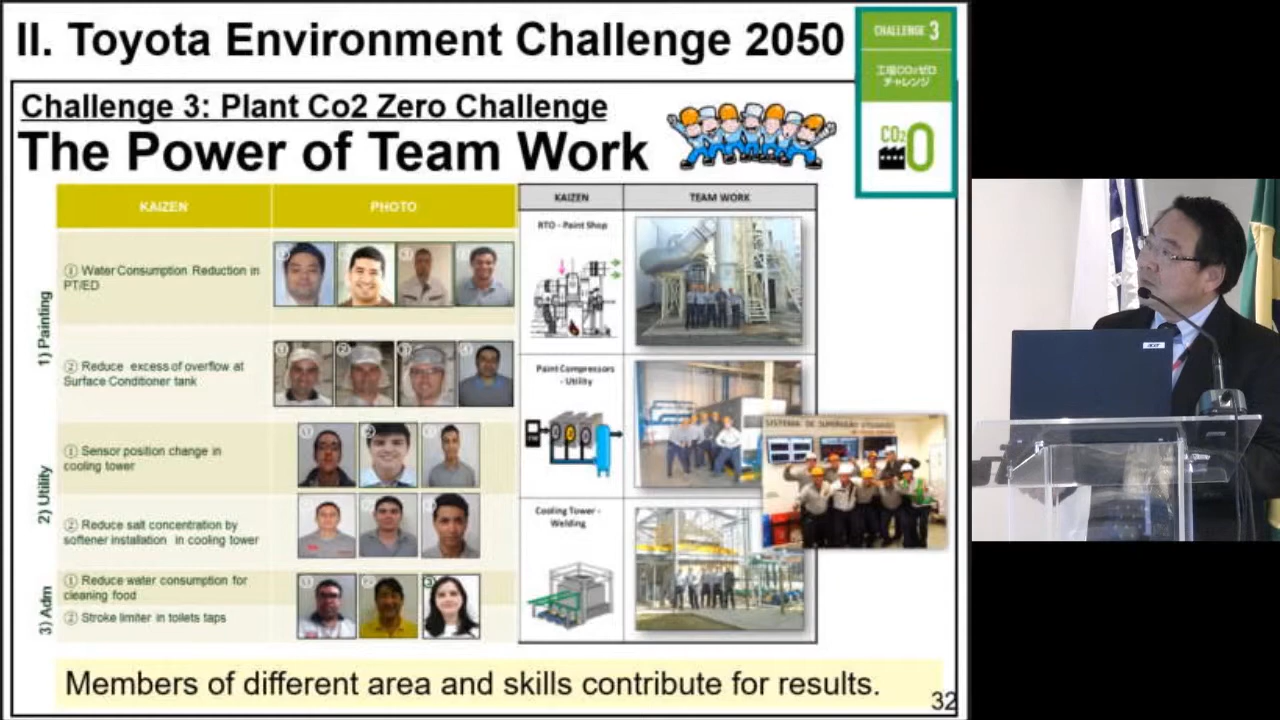 II. Toyota Environment Challenge 2050
CHALLENGE 3
工場CO₂ゼロ
チャレンジ
CO₂ 0
Challenge 3: Plant Co2 Zero Challenge
The Power of Team Work
KAIZEN
PHOTO
1) Painting
① Water Consumption Reduction in
PT/ED
② Reduce excess of overflow at
Surface Conditioner tank
2) Utility
① Sensor position change in
cooling tower
② Reduce salt concentration by
softener installation in cooling tower
3) Adm
① Reduce water consumption for
cleaning food
② Stroke limiter in toilets taps
KAIZEN
TEAM WORK
RTO - Paint Shop
Paint Compressors
- Utility
Cooling Tower -
Welding
SISTEMA DE SUPERVISÃO
Members of different area and skills contribute for results.
32
acer